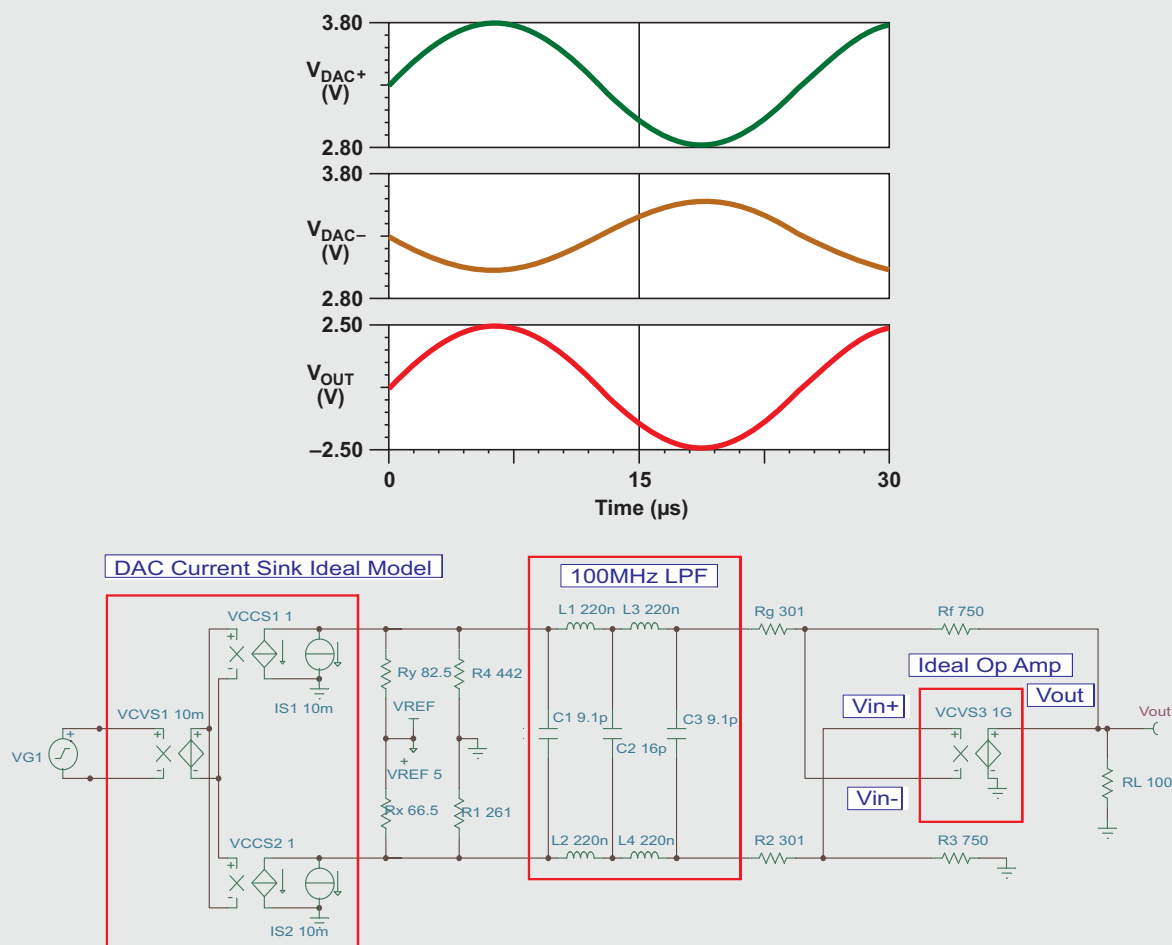 3.80
VDAC+
(V)
2.80
3.80
VDAC–
(V)
2.80
2.50
VOUT
(V)
–2.50
0
15
30
Time (µs)
DAC Current Sink Ideal Model
100MHz LPF
VCCS1 1
L1 220n
L3 220n
Rg 301
Rf 750
+
-
IS1 10m
Ry 82.5
R4 442
Ideal Op Amp
Vin+
Vout
VCVS1 10m
VREF
C1 9.1p
C3 9.1p
VCVS3 1G
Vout
VG1
+
-
C2 16p
VREF 5
+
-
RL 100
Rx 66.5
R1 261
Vin-
VCCS2 1
L2 220n
L4 220n
R2 301
R3 750
+
-
IS2 10m